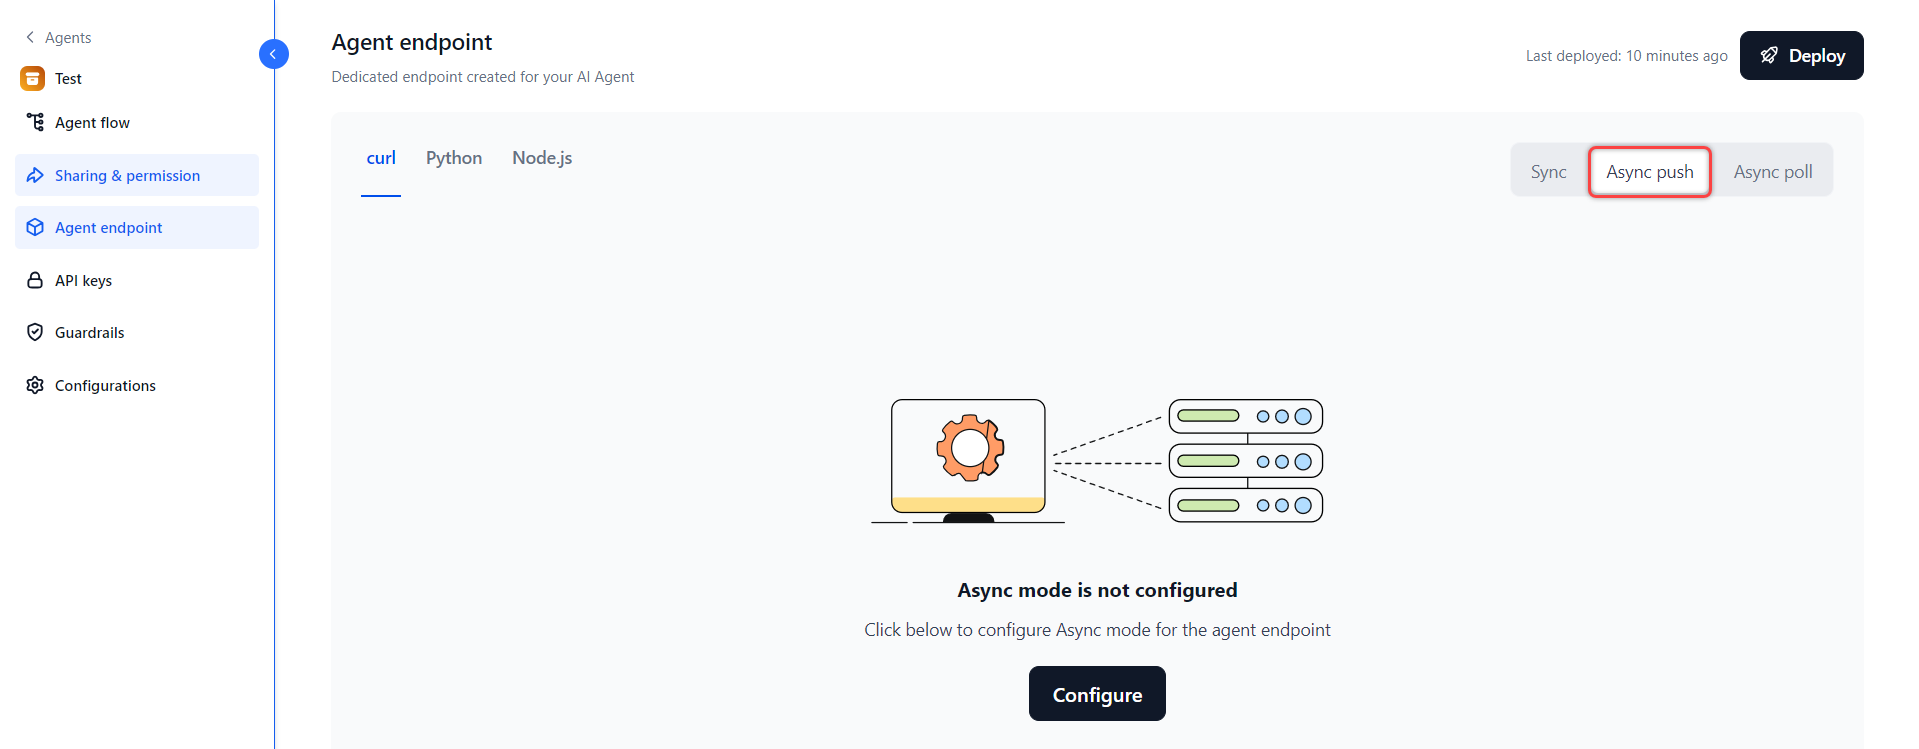 Agents
Test
Agent flow
Sharing & permission
Agent endpoint
API keys
Guardrails
Configurations
Agent endpoint
Dedicated endpoint created for your AI Agent
Last deployed: 10 minutes ago
Deploy
curl Python Node.js
Sync Async push Async poll
Async mode is not configured
Click below to configure Async mode for the agent endpoint
Configure